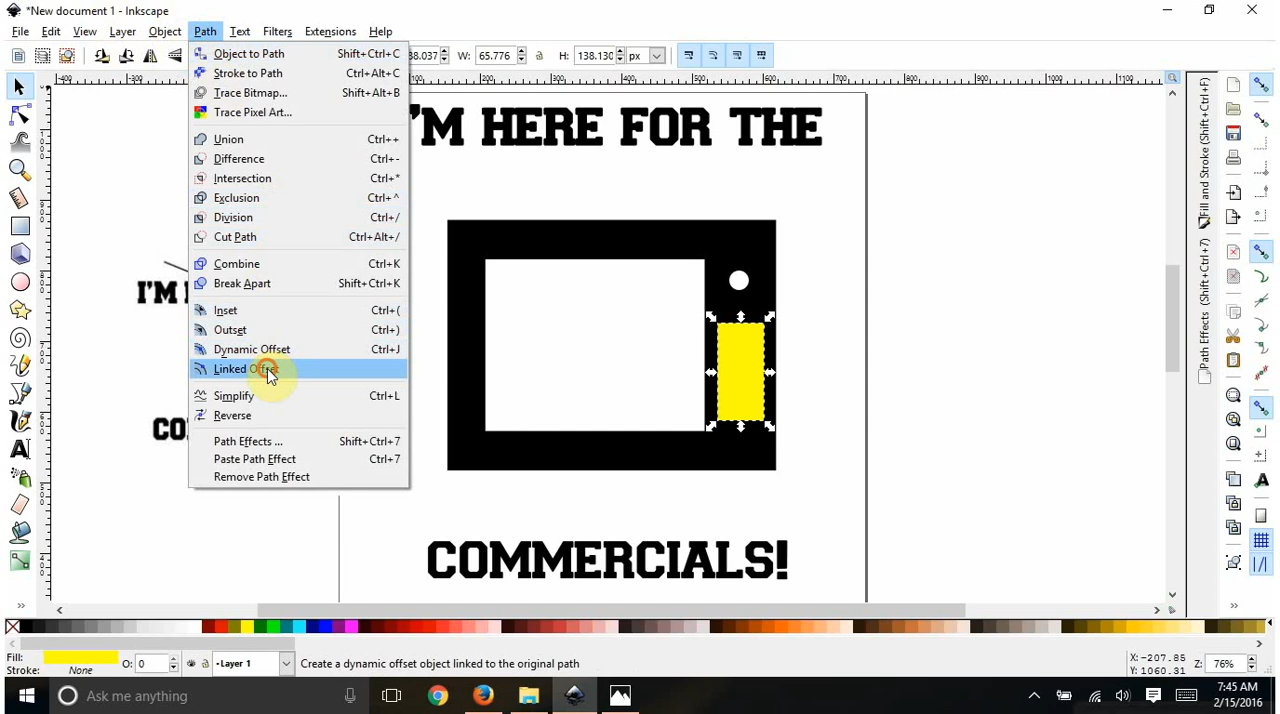 *New document 1 - Inkscape
File Edit View Layer Object Path Text Filters Extensions Help
38.037 W: 65.776 H: 138.130 px
Object to Path Shift+Ctrl+C
Stroke to Path Ctrl+Alt+C
Trace Bitmap... Shift+Alt+B
Trace Pixel Art...
Union Ctrl++
Difference Ctrl+-
Intersection Ctrl+*
Exclusion Ctrl+^
Division Ctrl+/
Cut Path Ctrl+Alt+/
Combine Ctrl+K
Break Apart Shift+Ctrl+K
Inset Ctrl+(
Outset Ctrl+)
Dynamic Offset Ctrl+J
Linked Offset
Simplify Ctrl+L
Reverse
Path Effects ... Shift+Ctrl+7
Paste Path Effect Ctrl+7
Remove Path Effect
I'M HERE FOR THE
COMMERCIALS!
I'M
CO
Fill and Stroke (Shift+Ctrl+F)
Path Effects (Shift+Ctrl+7)
Fill: O: 0 Layer 1 Create a dynamic offset object linked to the original path X: -207.85 Z: 76%
Stroke: None Y: 1060.31
Ask me anything
7:45 AM
2/15/2016